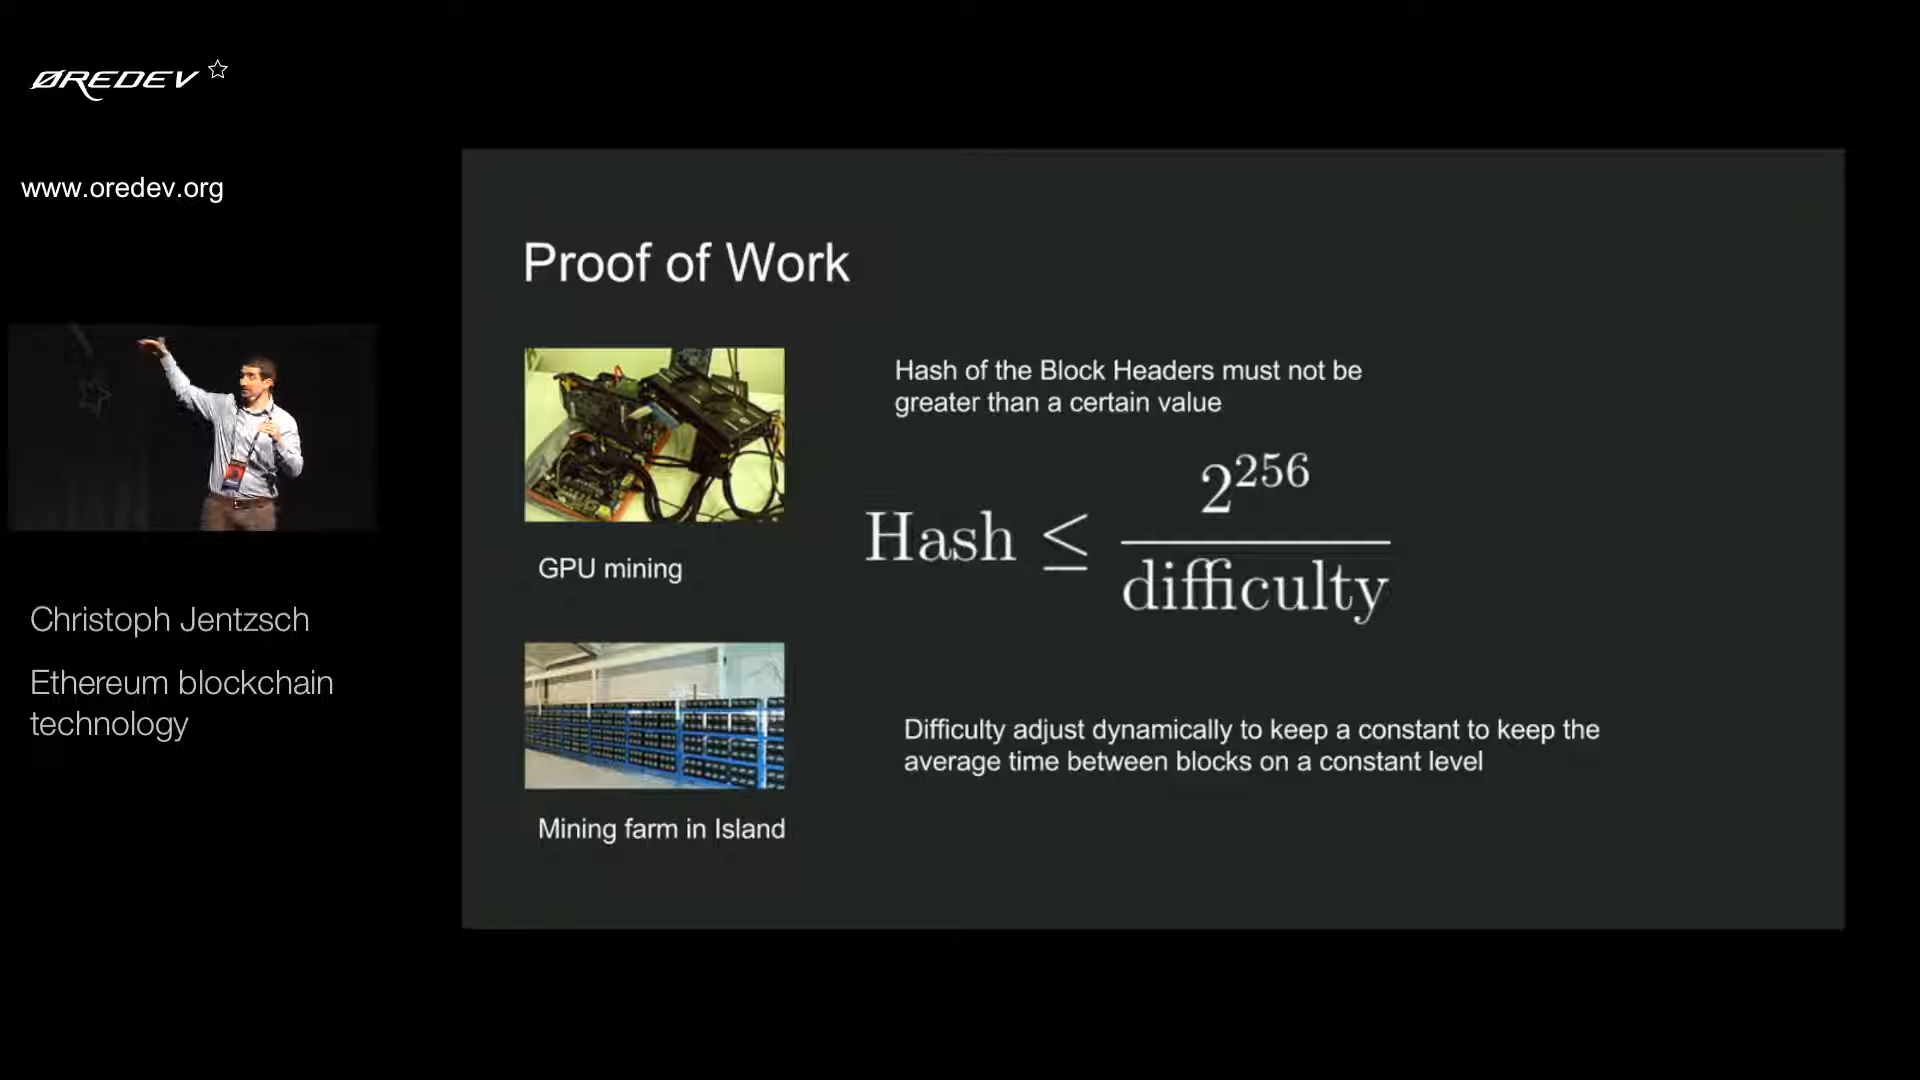 ØREDEV
www.oredev.org
Christoph Jentzsch
Ethereum blockchain
technology
Proof of Work
GPU mining
Mining farm in Island
Hash of the Block Headers must not be
greater than a certain value
Hash ≤ 2^256 / difficulty
Difficulty adjust dynamically to keep a constant to keep the
average time between blocks on a constant level